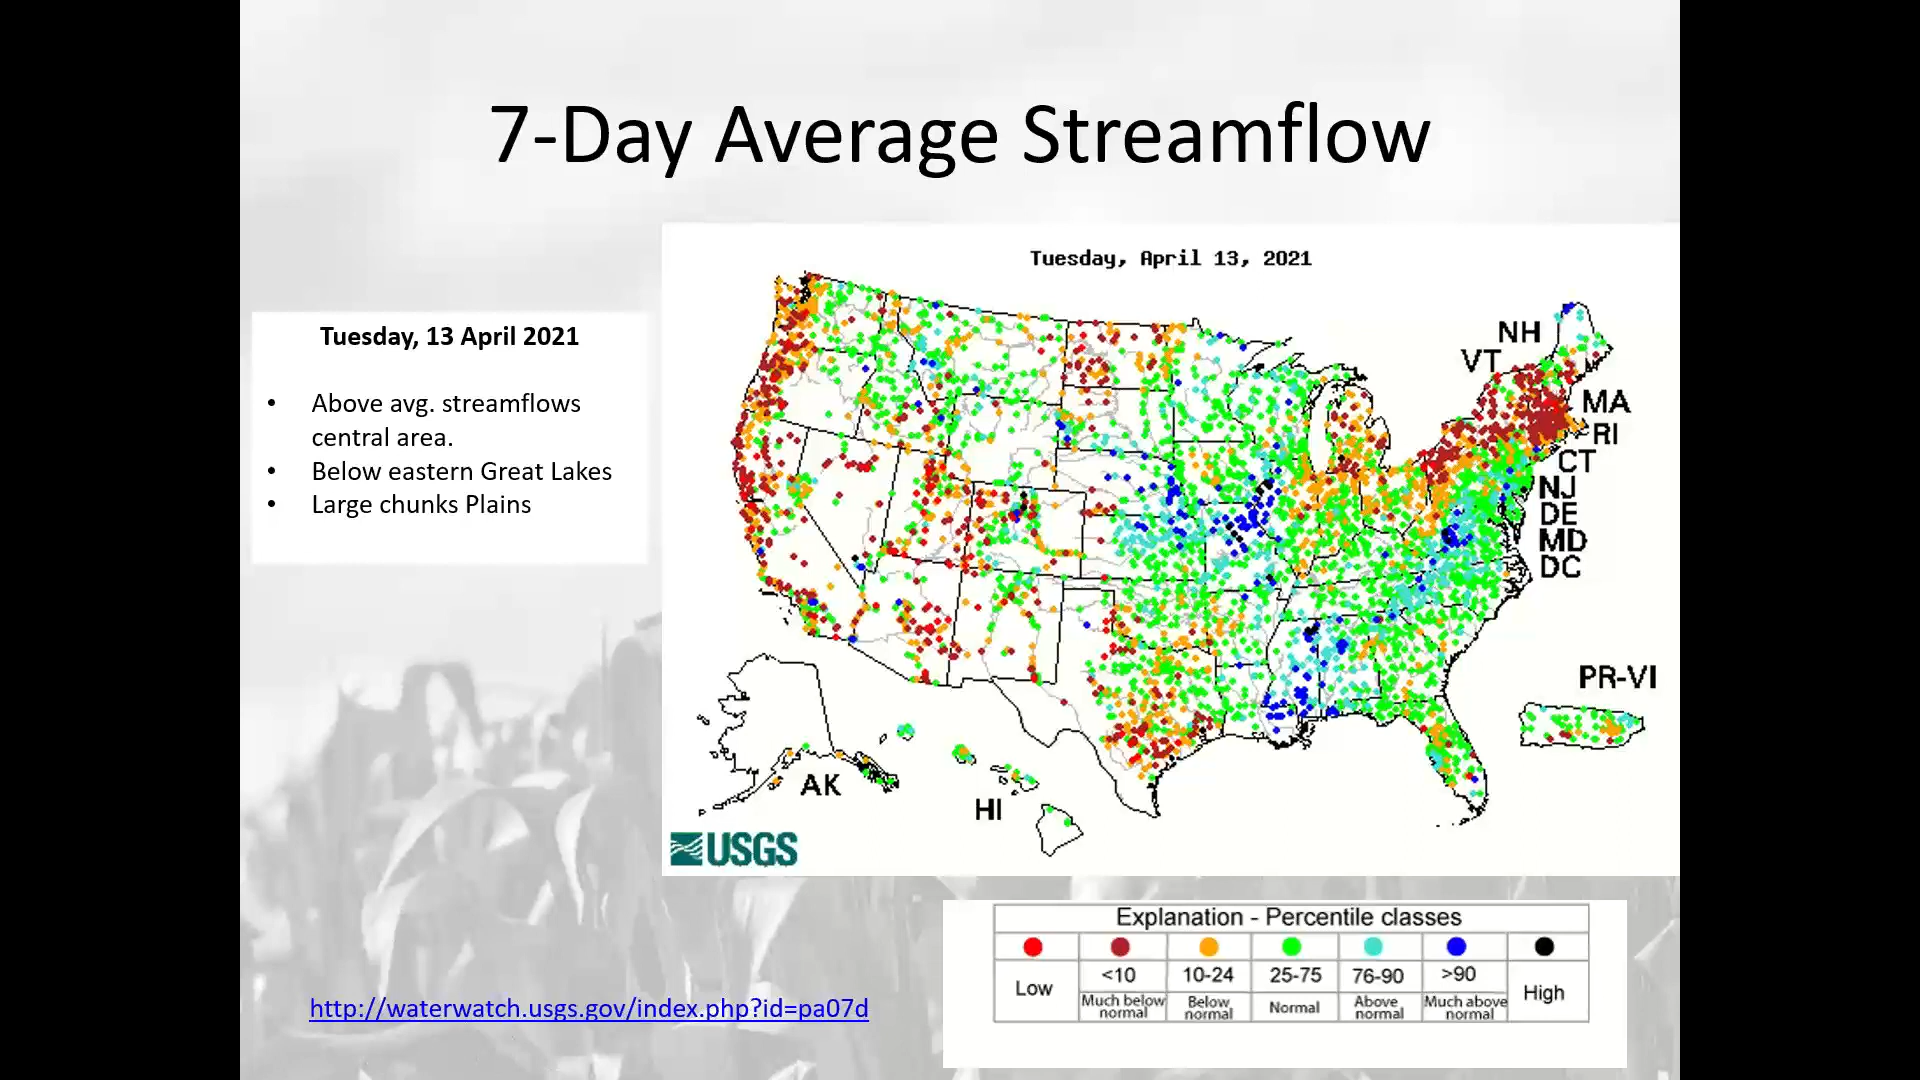 7-Day Average Streamflow
Tuesday, 13 April 2021
• Above avg. streamflows
central area.
• Below eastern Great Lakes
• Large chunks Plains
Tuesday, April 13, 2021
NH
VT
MA
RI
CT
NJ
DE
MD
DC
PR-VI
AK
HI
USGS
Explanation - Percentile classes
Low
<10
10-24
25-75
76-90
>90
High
Much below
normal
Below
normal
Normal
Above
normal
Much above
normal
http://waterwatch.usgs.gov/index.php?id=pa07d